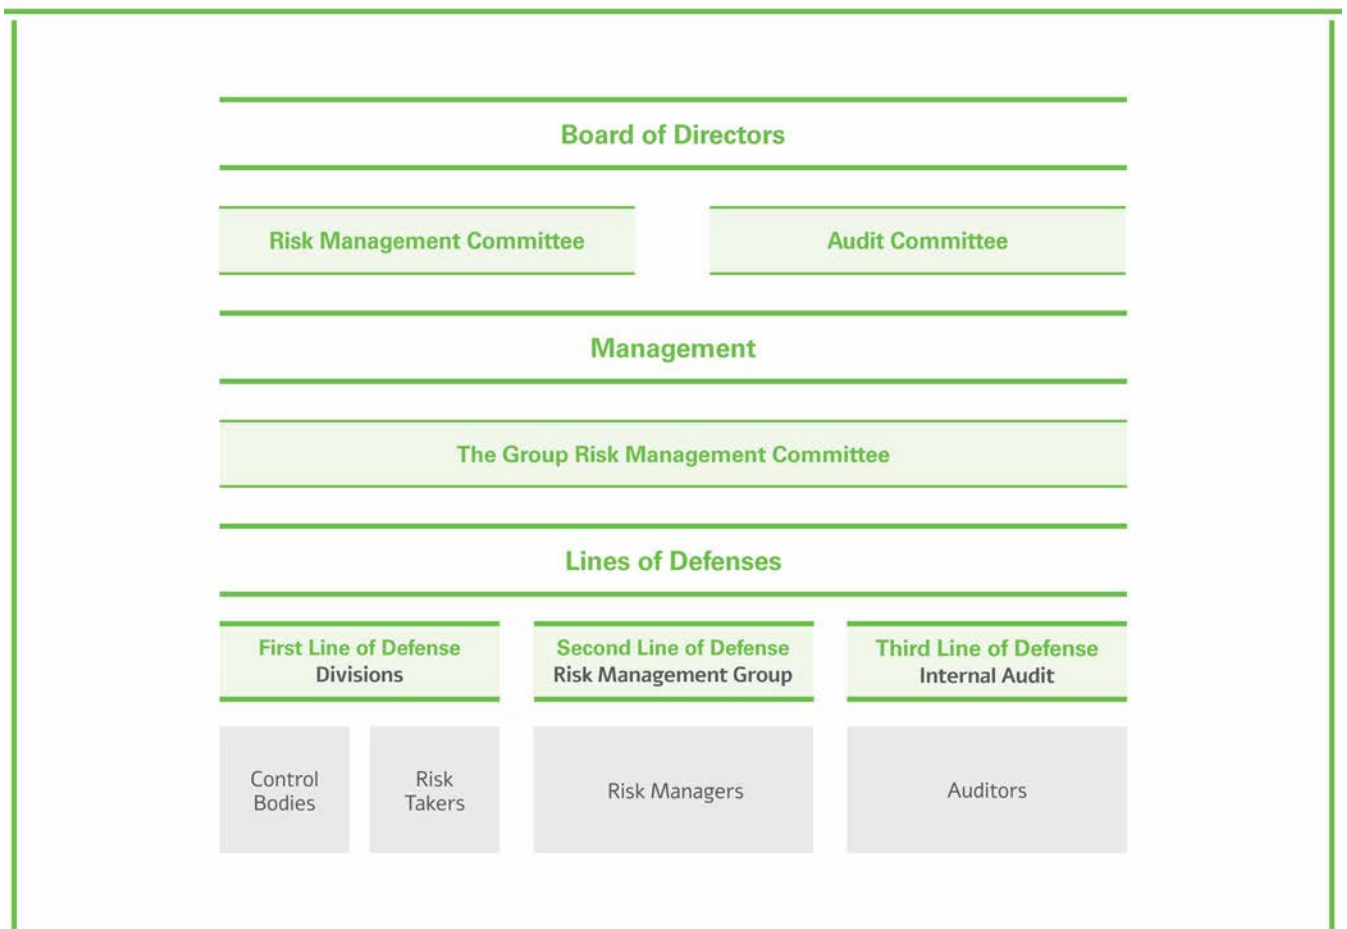 Board of Directors
Risk Management Committee
Audit Committee
Management
The Group Risk Management Committee
Lines of Defenses
First Line of Defense
Divisions
Second Line of Defense
Risk Management Group
Third Line of Defense
Internal Audit
Control
Bodies
Risk
Takers
Risk Managers
Auditors